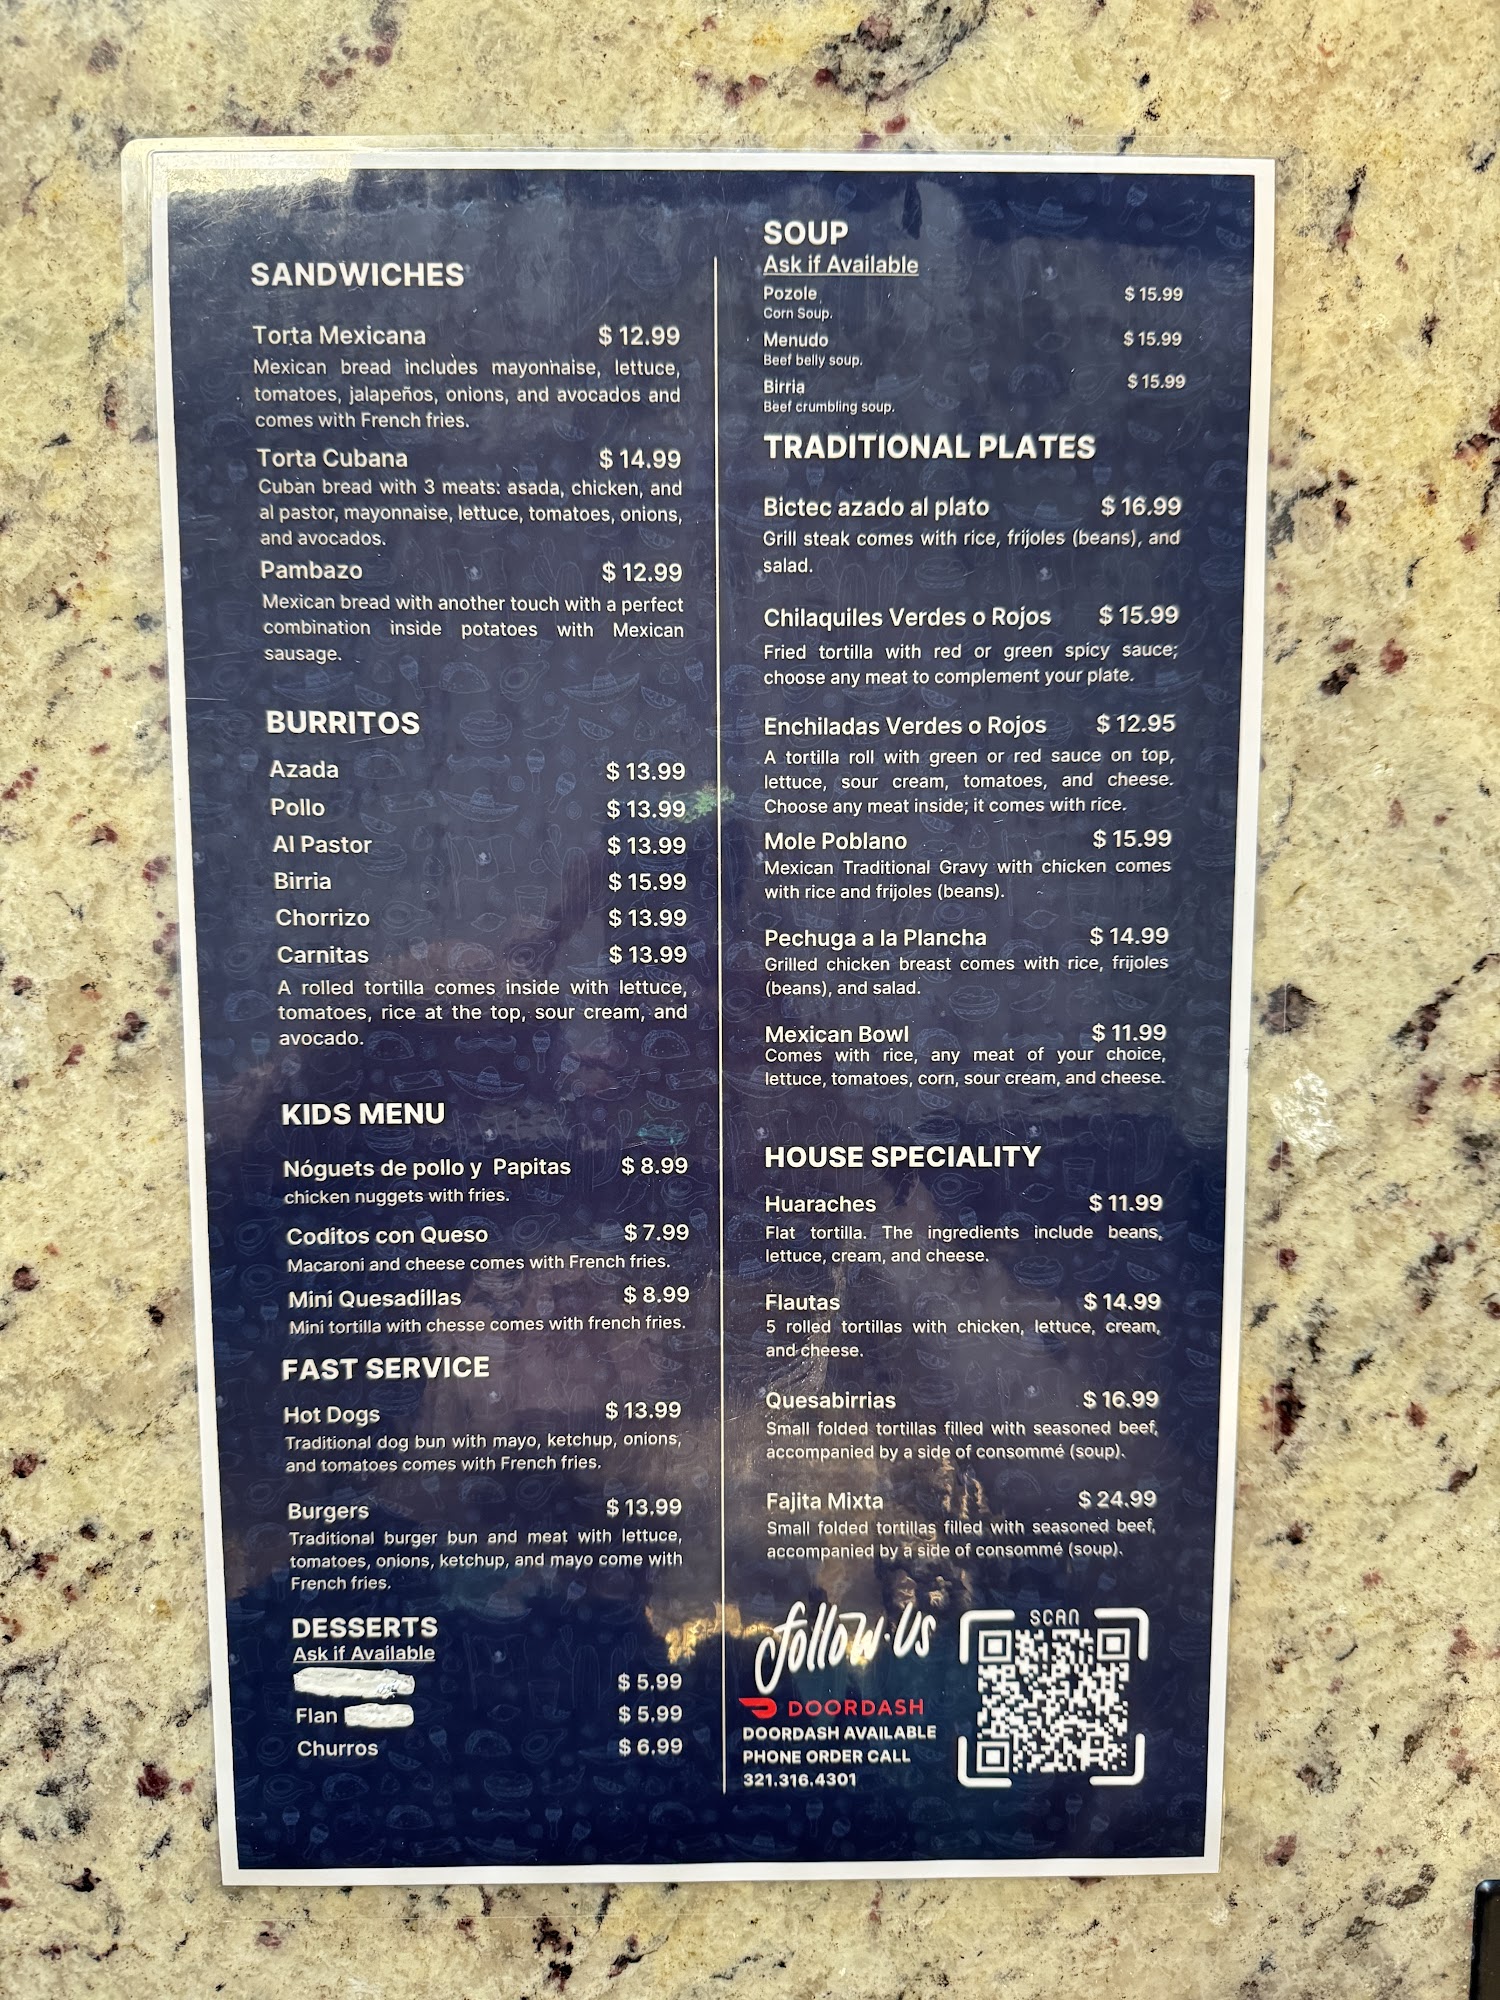 SANDWICHES
Torta Mexicana $ 12.99
Mexican bread includes mayonnaise, lettuce,
tomatoes, jalapeños, onions, and avocados and
comes with French fries.
Torta Cubana $ 14.99
Cuban bread with 3 meats: asada, chicken, and
al pastor, mayonnaise, lettuce, tomatoes, onions,
and avocados.
Pambazo $ 12.99
Mexican bread with another touch with a perfect
combination inside potatoes with Mexican
sausage.
BURRITOS
Azada $ 13.99
Pollo $ 13.99
Al Pastor $ 13.99
Birria $ 15.99
Chorrizo $ 13.99
Carnitas $ 13.99
A rolled tortilla comes inside with lettuce,
tomatoes, rice at the top, sour cream, and
avocado.
KIDS MENU
Nóguets de pollo y Papitas $ 8.99
chicken nuggets with fries.
Coditos con Queso $ 7.99
Macaroni and cheese comes with French fries.
Mini Quesadillas $ 8.99
Mini tortilla with chesse comes with french fries.
FAST SERVICE
Hot Dogs $ 13.99
Traditional dog bun with mayo, ketchup, onions,
and tomatoes comes with French fries.
Burgers $ 13.99
Traditional burger bun and meat with lettuce,
tomatoes, onions, ketchup, and mayo come with
French fries.
DESSERTS
Ask if Available
$ 5.99
Flan $ 5.99
Churros $ 6.99
SOUP
Ask if Available
Pozole $ 15.99
Corn Soup.
Menudo $ 15.99
Beef belly soup.
Birria $ 15.99
Beef crumbling soup.
TRADITIONAL PLATES
Bictec azado al plato $ 16.99
Grill steak comes with rice, frijoles (beans), and
salad.
Chilaquiles Verdes o Rojos $ 15.99
Fried tortilla with red or green spicy sauce;
choose any meat to complement your plate.
Enchiladas Verdes o Rojos $ 12.95
A tortilla roll with green or red sauce on top,
lettuce, sour cream, tomatoes, and cheese.
Choose any meat inside; it comes with rice.
Mole Poblano $ 15.99
Mexican Traditional Gravy with chicken comes
with rice and frijoles (beans).
Pechuga a la Plancha $ 14.99
Grilled chicken breast comes with rice, frijoles
(beans), and salad.
Mexican Bowl $ 11.99
Comes with rice, any meat of your choice,
lettuce, tomatoes, corn, sour cream, and cheese.
HOUSE SPECIALITY
Huaraches $ 11.99
Flat tortilla. The ingredients include beans,
lettuce, cream, and cheese.
Flautas $ 14.99
5 rolled tortillas with chicken, lettuce, cream,
and cheese.
Quesabirrias $ 16.99
Small folded tortillas filled with seasoned beef,
accompanied by a side of consommé (soup).
Fajita Mixta $ 24.99
Small folded tortillas filled with seasoned beef,
accompanied by a side of consommé (soup).
follow Us
SCAN
DOORDASH
DOORDASH AVAILABLE
PHONE ORDER CALL
321.316.4301